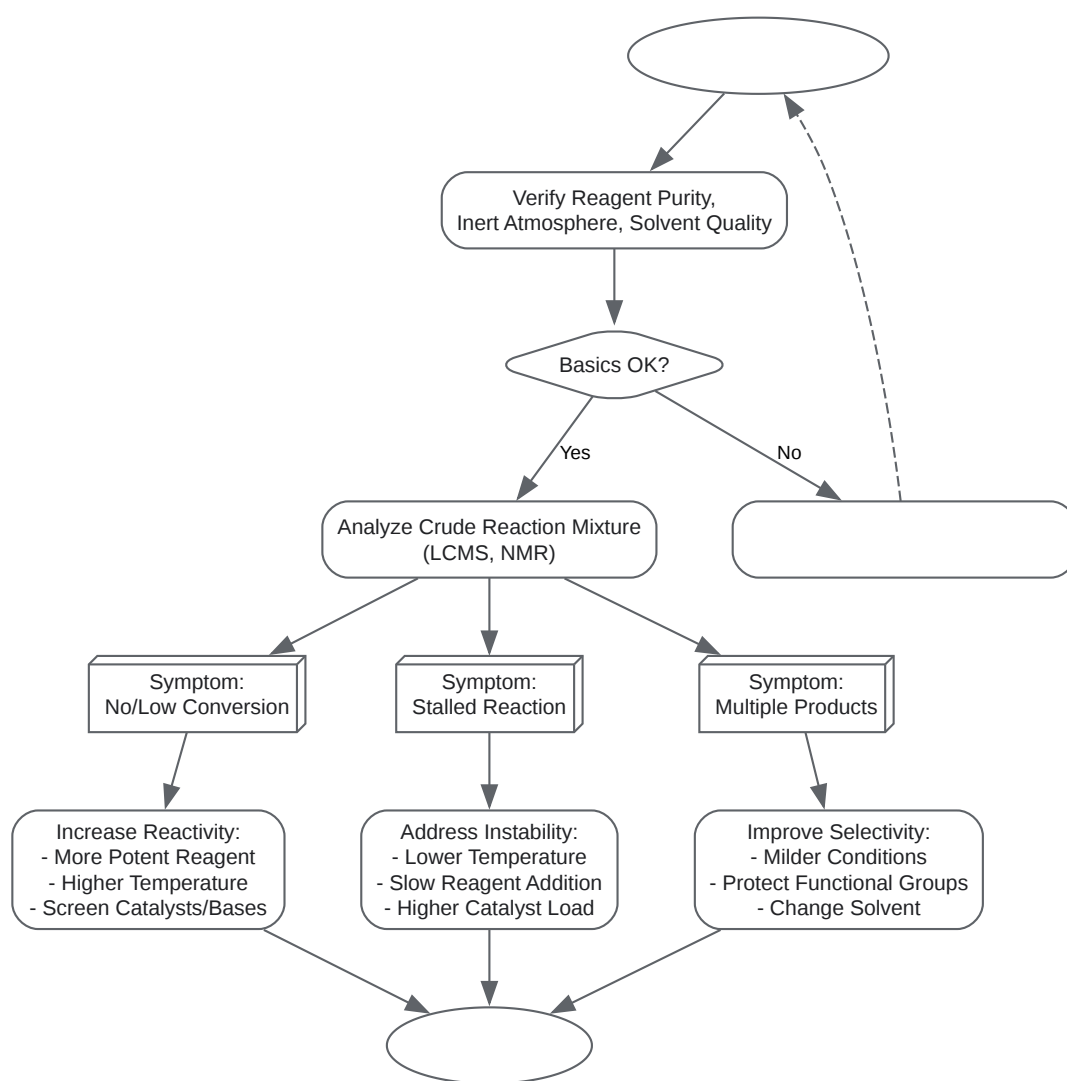 Verify Reagent Purity,
Inert Atmosphere, Solvent Quality
Basics OK?
Yes
No
Analyze Crude Reaction Mixture
(LCMS, NMR)
Symptom:
No/Low Conversion
Symptom:
Stalled Reaction
Symptom:
Multiple Products
Increase Reactivity:
- More Potent Reagent
- Higher Temperature
- Screen Catalysts/Bases
Address Instability:
- Lower Temperature
- Slow Reagent Addition
- Higher Catalyst Load
Improve Selectivity:
- Milder Conditions
- Protect Functional Groups
- Change Solvent